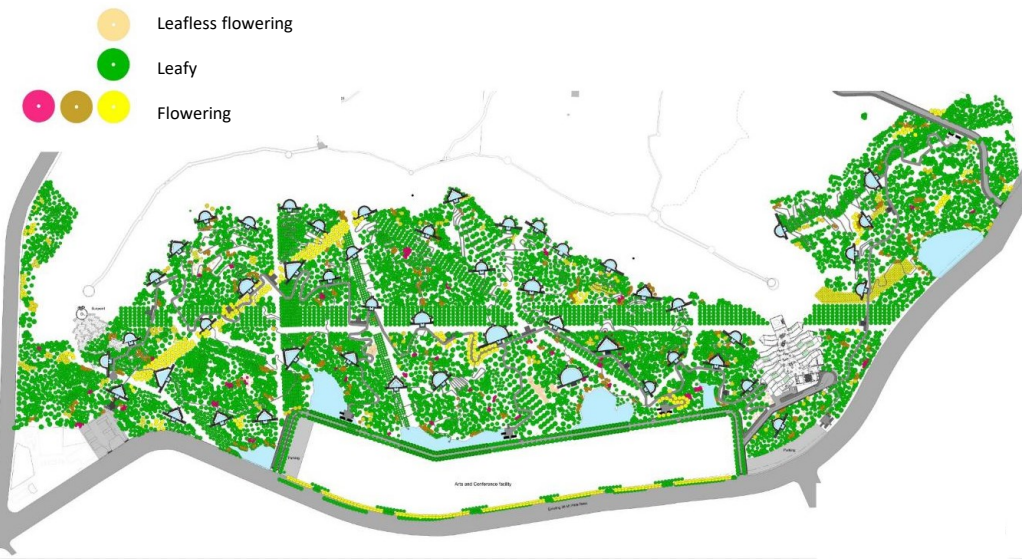 Leafless flowering
Leafy
Flowering
Parking
Arts and Conference facility
Parking